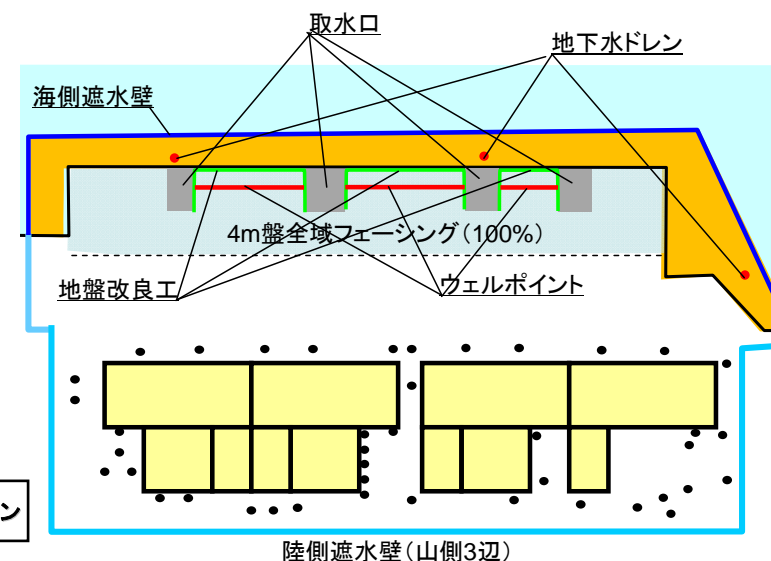 取水口
地下水ドレン
海側遮水壁
4m盤全域フェーシング(100%)
地盤改良工
ウェルポイント
ン
陸側遮水壁(山側3辺)